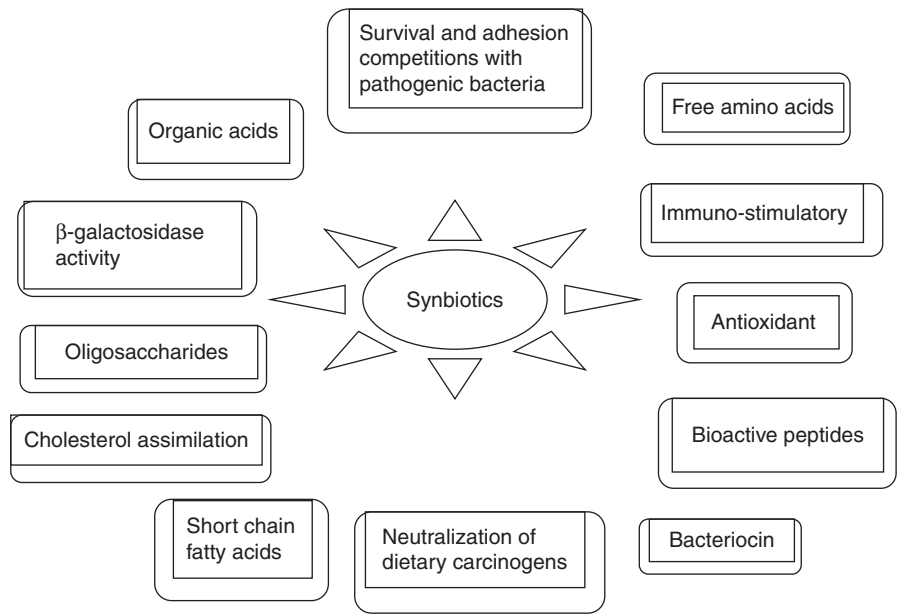 Survival and adhesion
competitions with
pathogenic bacteria
Free amino acids
Organic acids
Immuno-stimulatory
β-galactosidase
activity
Synbiotics
Antioxidant
Oligosaccharides
Cholesterol assimilation
Bioactive peptides
Short chain
fatty acids
Neutralization of
dietary carcinogens
Bacteriocin